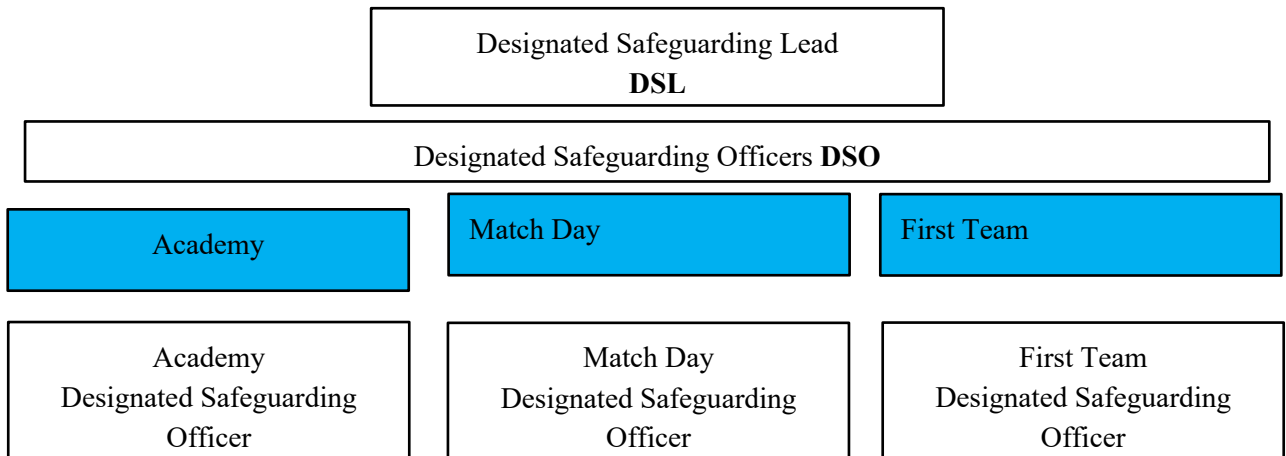 Designated Safeguarding Lead
DSL
Designated Safeguarding Officers DSO
Academy
Match Day
First Team
Academy
Designated Safeguarding
Officer
Match Day
Designated Safeguarding
Officer
First Team
Designated Safeguarding
Officer